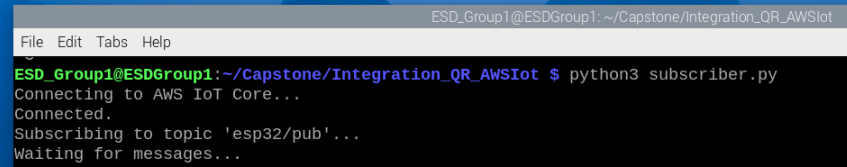 ESD_Group1@ESDGroup1: ~/Capstone/Integration_QR_AWSIot
File Edit Tabs Help
ESD_Group1@ESDGroup1:~/Capstone/Integration_QR_AWSIot $ python3 subscriber.py
Connecting to AWS IoT Core...
Connected.
Subscribing to topic 'esp32/pub'...
Waiting for messages...